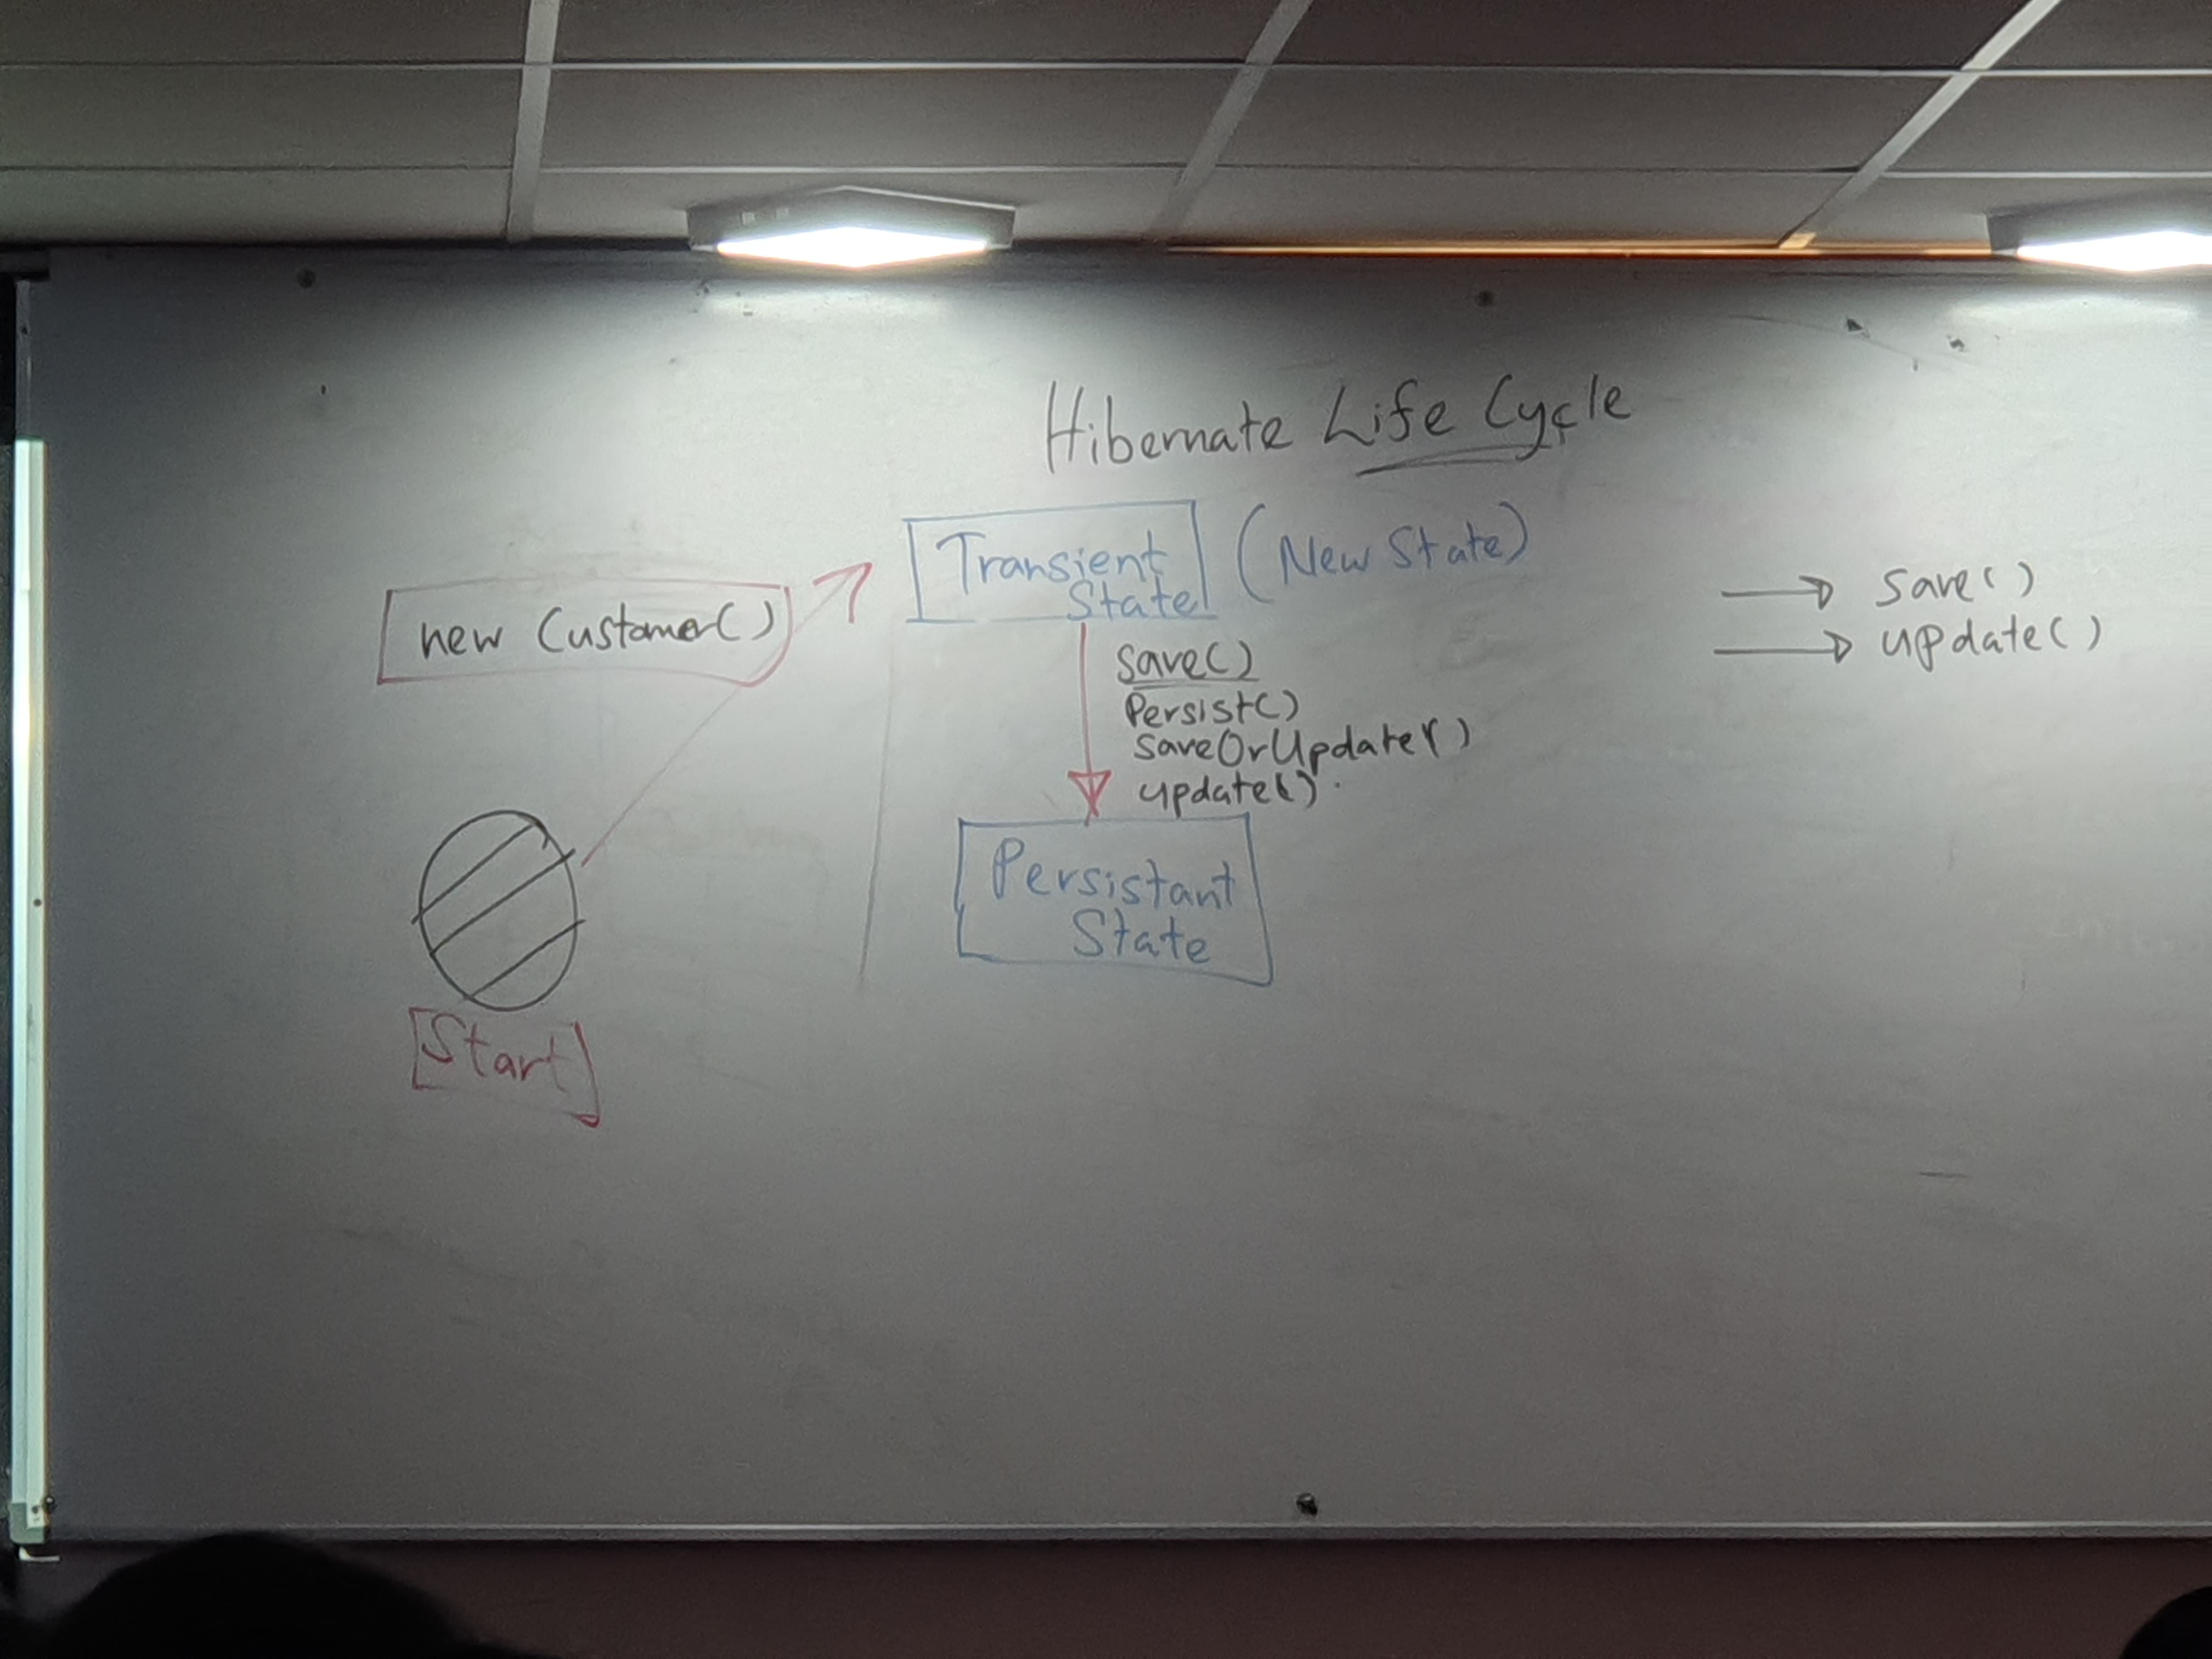 Hibernate Life Cycle
Transient
State
(New State)
new Customer()
save()
update()
save()
Persist()
saveOrUpdate()
update().
Persistant
State
Start